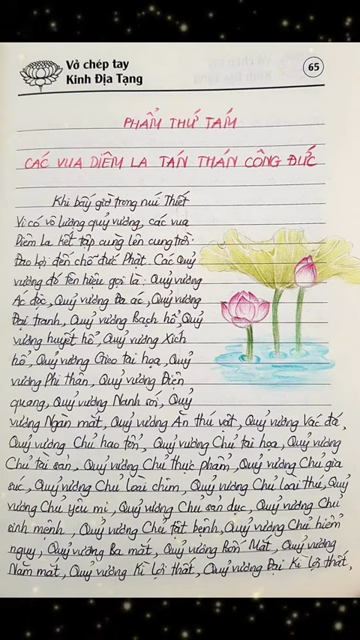 Vở chép tay
Kinh Địa Tạng
65
PHẨM THỨ TÁM
CÁC VUA DIÊM LA TÁN THÁN CÔNG ĐỨC
Khi bấy giờ trong núi Thiết
Vi có vô lượng quỷ vương, các vua
Diêm la kết tập cùng lên cung trời
Đao lợi đến chỗ đức Phật. Các Quỷ
vương đó tên hiệu gọi là: Quỷ vương
Ác độc, Quỷ vương Đa ác, Quỷ vương
Đại tranh, Quỷ vương Bạch hổ, Quỷ
vương huyết hổ, Quỷ vương Xích
hổ, Quỷ vương Gieo tai họa, Quỷ
vương Phi thân, Quỷ vương Điện
quang, Quỷ vương Nanh sói, Quỷ
vương Ngàn mắt, Quỷ vương Ăn thú vật, Quỷ vương Vác đá,
Quỷ vương Chủ hao tổn, Quỷ vương Chủ tai họa, Quỷ vương
Chủ tài sản, Quỷ vương Chủ thực phẩm, Quỷ vương Chủ gia
súc, Quỷ vương Chủ loài chim, Quỷ vương Chủ loài thú, Quỷ
vương Chủ yêu mị, Quỷ vương Chủ sản dục, Quỷ vương Chủ
sinh mệnh, Quỷ vương Chủ tật bệnh, Quỷ vương Chủ hiểm
nguy, Quỷ vương Ba mắt, Quỷ vương Bốn Mắt, Quỷ vương
Năm mắt, Quỷ vương Kì lợi thất, Quỷ vương Đại Kì lợi thất,